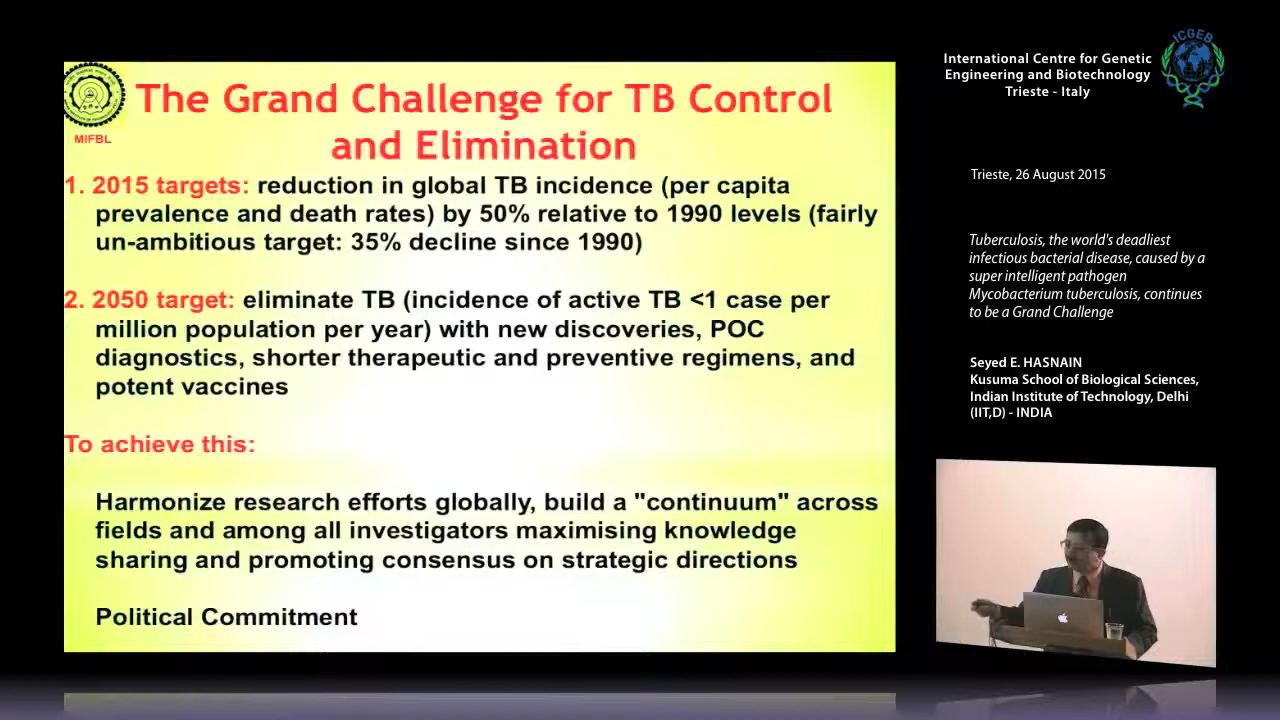 The Grand Challenge for TB Control
and Elimination
MIFBL
1. 2015 targets: reduction in global TB incidence (per capita
prevalence and death rates) by 50% relative to 1990 levels (fairly
un-ambitious target: 35% decline since 1990)
2. 2050 target: eliminate TB (incidence of active TB <1 case per
million population per year) with new discoveries, POC
diagnostics, shorter therapeutic and preventive regimens, and
potent vaccines
To achieve this:
Harmonize research efforts globally, build a "continuum" across
fields and among all investigators maximising knowledge
sharing and promoting consensus on strategic directions
Political Commitment
International Centre for Genetic
Engineering and Biotechnology
Trieste - Italy
ICGEB
Trieste, 26 August 2015
Tuberculosis, the world's deadliest
infectious bacterial disease, caused by a
super intelligent pathogen
Mycobacterium tuberculosis, continues
to be a Grand Challenge
Seyed E. HASNAIN
Kusuma School of Biological Sciences,
Indian Institute of Technology, Delhi
(IIT,D) - INDIA